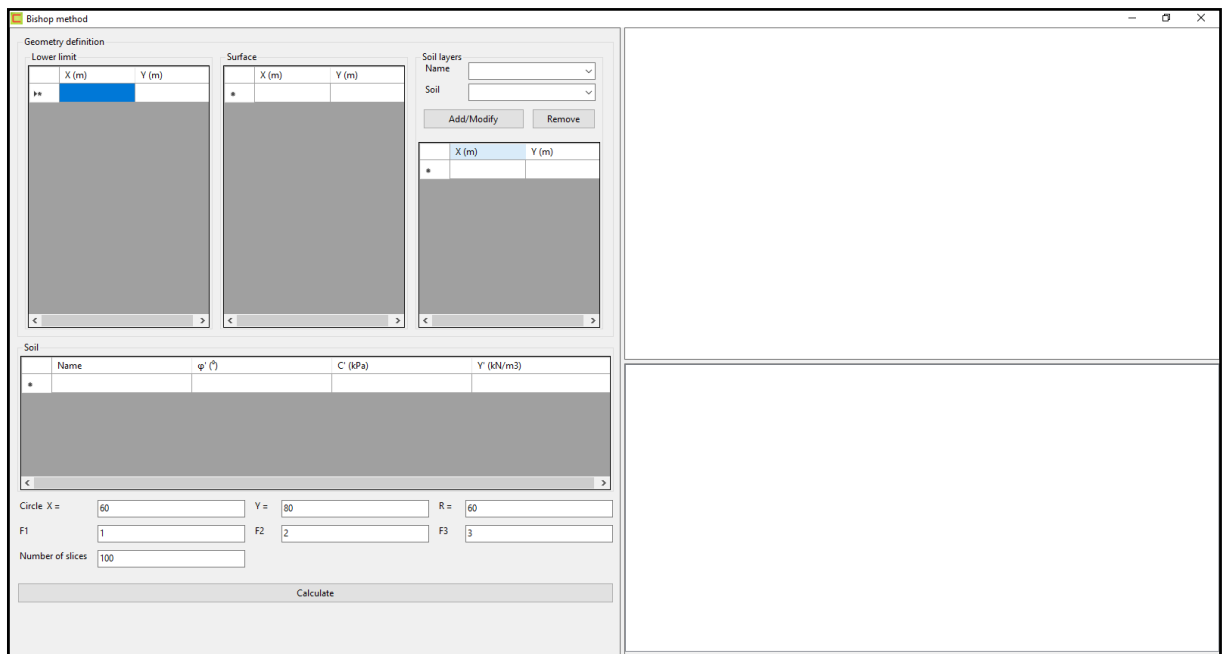 Bishop method
Geometry definition
Lower limit
X (m) Y (m)
Surface
X (m) Y (m)
Soil layers
Name
Soil
Add/Modify Remove
X (m) Y (m)
Soil
Name φ' (°) C' (kPa) Y' (kN/m3)
Circle X = 60 Y = 80 R = 60
F1 1 F2 2 F3 3
Number of slices 100
Calculate